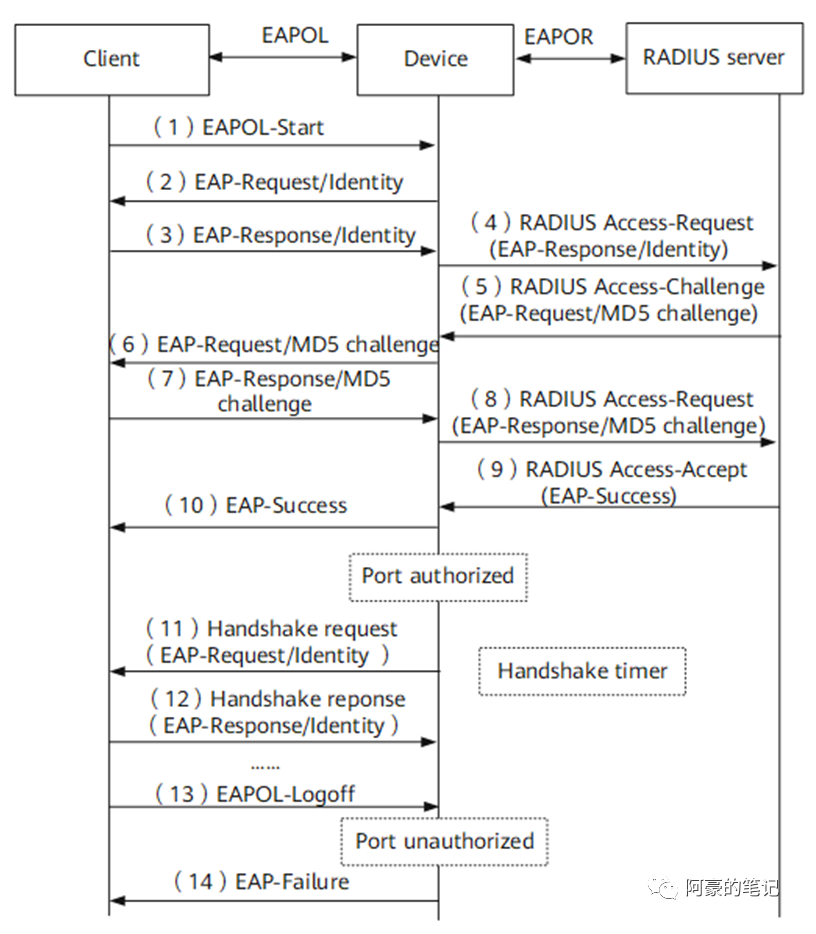 EAPOL
EAPOR
Client
Device
RADIUS server
（1）EAPOL-Start
（2）EAP-Request/Identity
（3）EAP-Response/Identity
（4）RADIUS Access-Request
(EAP-Response/Identity)
（5）RADIUS Access-Challenge
(EAP-Request/MD5 challenge)
（6）EAP-Request/MD5 challenge
（7）EAP-Response/MD5
challenge
（8）RADIUS Access-Request
(EAP-Response/MD5 challenge)
（9）RADIUS Access-Accept
(EAP-Success)
（10）EAP-Success
Port authorized
（11）Handshake request
（EAP-Request/Identity ）
Handshake timer
（12）Handshake reponse
（EAP-Response/Identity）
......
（13）EAPOL-Logoff
Port unauthorized
（14）EAP-Failure
阿豪的笔记